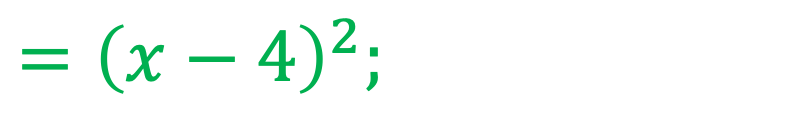 = (x − 4)²;